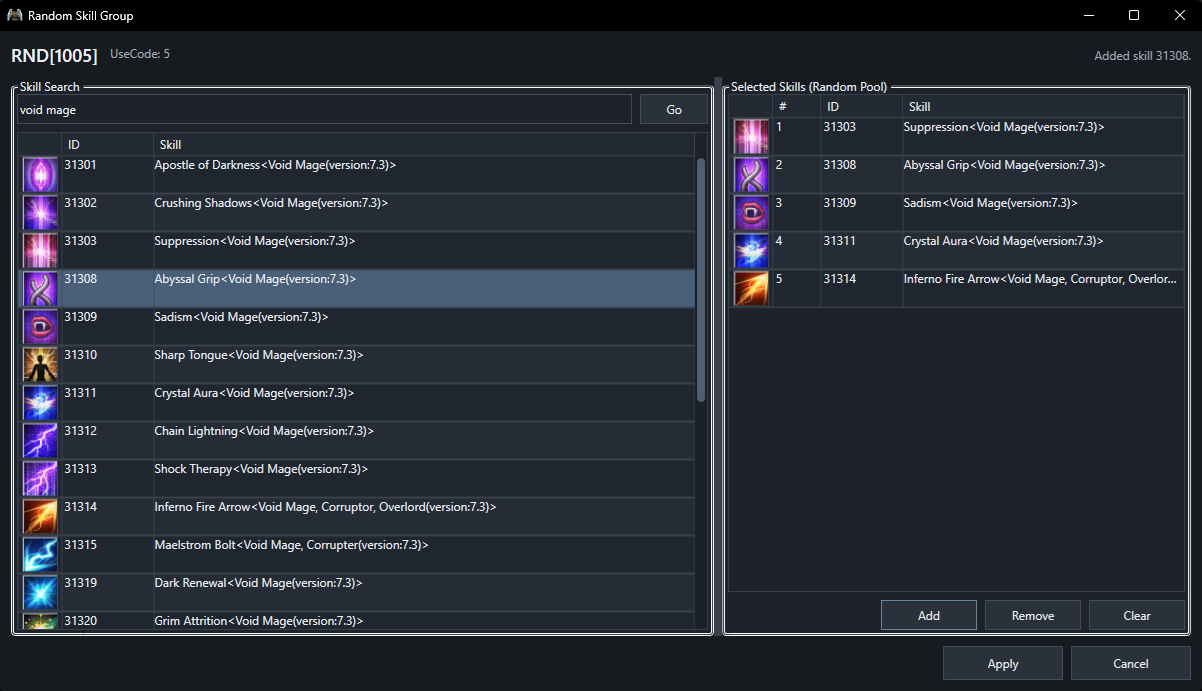 Random Skill Group
RND[1005] UseCode: 5
Added skill 31308.
Skill Search
void mage
Go
ID Skill
31301 Apostle of Darkness<Void Mage(version:7.3)>
31302 Crushing Shadows<Void Mage(version:7.3)>
31303 Suppression<Void Mage(version:7.3)>
31308 Abyssal Grip<Void Mage(version:7.3)>
31309 Sadism<Void Mage(version:7.3)>
31310 Sharp Tongue<Void Mage(version:7.3)>
31311 Crystal Aura<Void Mage(version:7.3)>
31312 Chain Lightning<Void Mage(version:7.3)>
31313 Shock Therapy<Void Mage(version:7.3)>
31314 Inferno Fire Arrow<Void Mage, Corruptor, Overlord(version:7.3)>
31315 Maelstrom Bolt<Void Mage, Corrupter(version:7.3)>
31319 Dark Renewal<Void Mage(version:7.3)>
31320 Grim Attrition<Void Mage(version:7.3)>
Selected Skills (Random Pool)
# ID Skill
1 31303 Suppression<Void Mage(version:7.3)>
2 31308 Abyssal Grip<Void Mage(version:7.3)>
3 31309 Sadism<Void Mage(version:7.3)>
4 31311 Crystal Aura<Void Mage(version:7.3)>
5 31314 Inferno Fire Arrow<Void Mage, Corruptor, Overlor...
Add Remove Clear
Apply Cancel